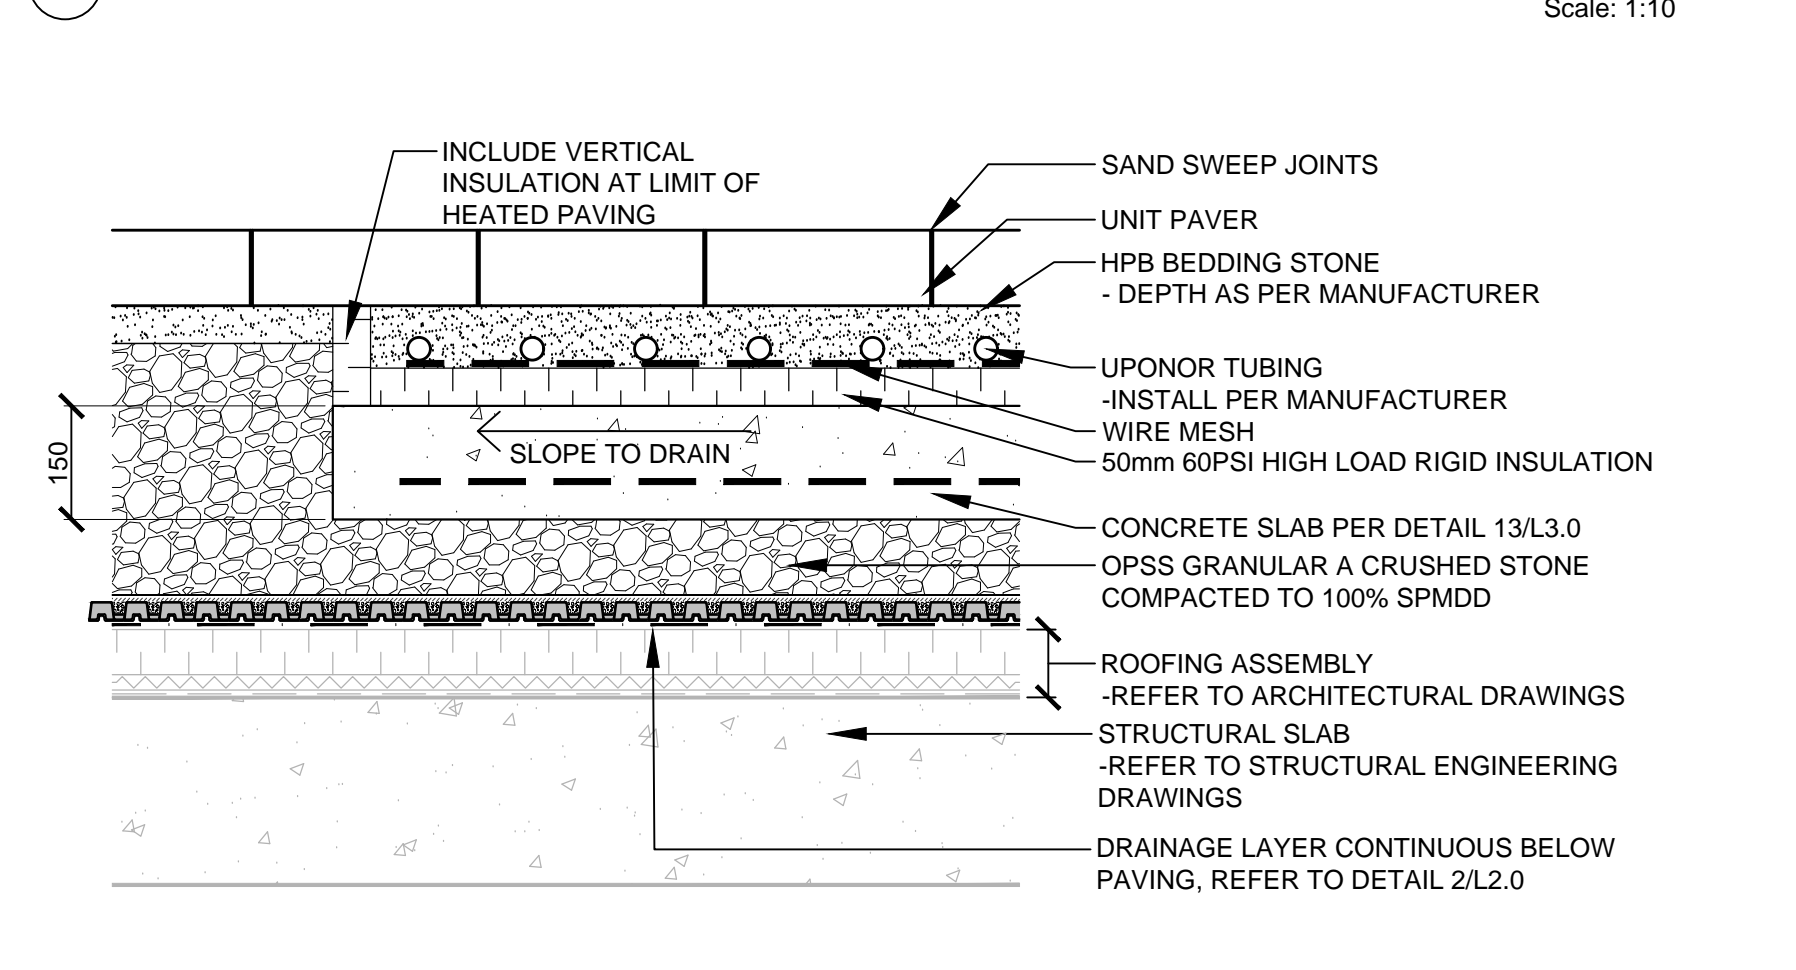 Scale: 1:10
INCLUDE VERTICAL
INSULATION AT LIMIT OF
HEATED PAVING
SAND SWEEP JOINTS
UNIT PAVER
HPB BEDDING STONE
- DEPTH AS PER MANUFACTURER
UPONOR TUBING
-INSTALL PER MANUFACTURER
WIRE MESH
50mm 60PSI HIGH LOAD RIGID INSULATION
150
SLOPE TO DRAIN
CONCRETE SLAB PER DETAIL 13/L3.0
OPSS GRANULAR A CRUSHED STONE
COMPACTED TO 100% SPMDD
ROOFING ASSEMBLY
-REFER TO ARCHITECTURAL DRAWINGS
STRUCTURAL SLAB
-REFER TO STRUCTURAL ENGINEERING
DRAWINGS
DRAINAGE LAYER CONTINUOUS BELOW
PAVING, REFER TO DETAIL 2/L2.0